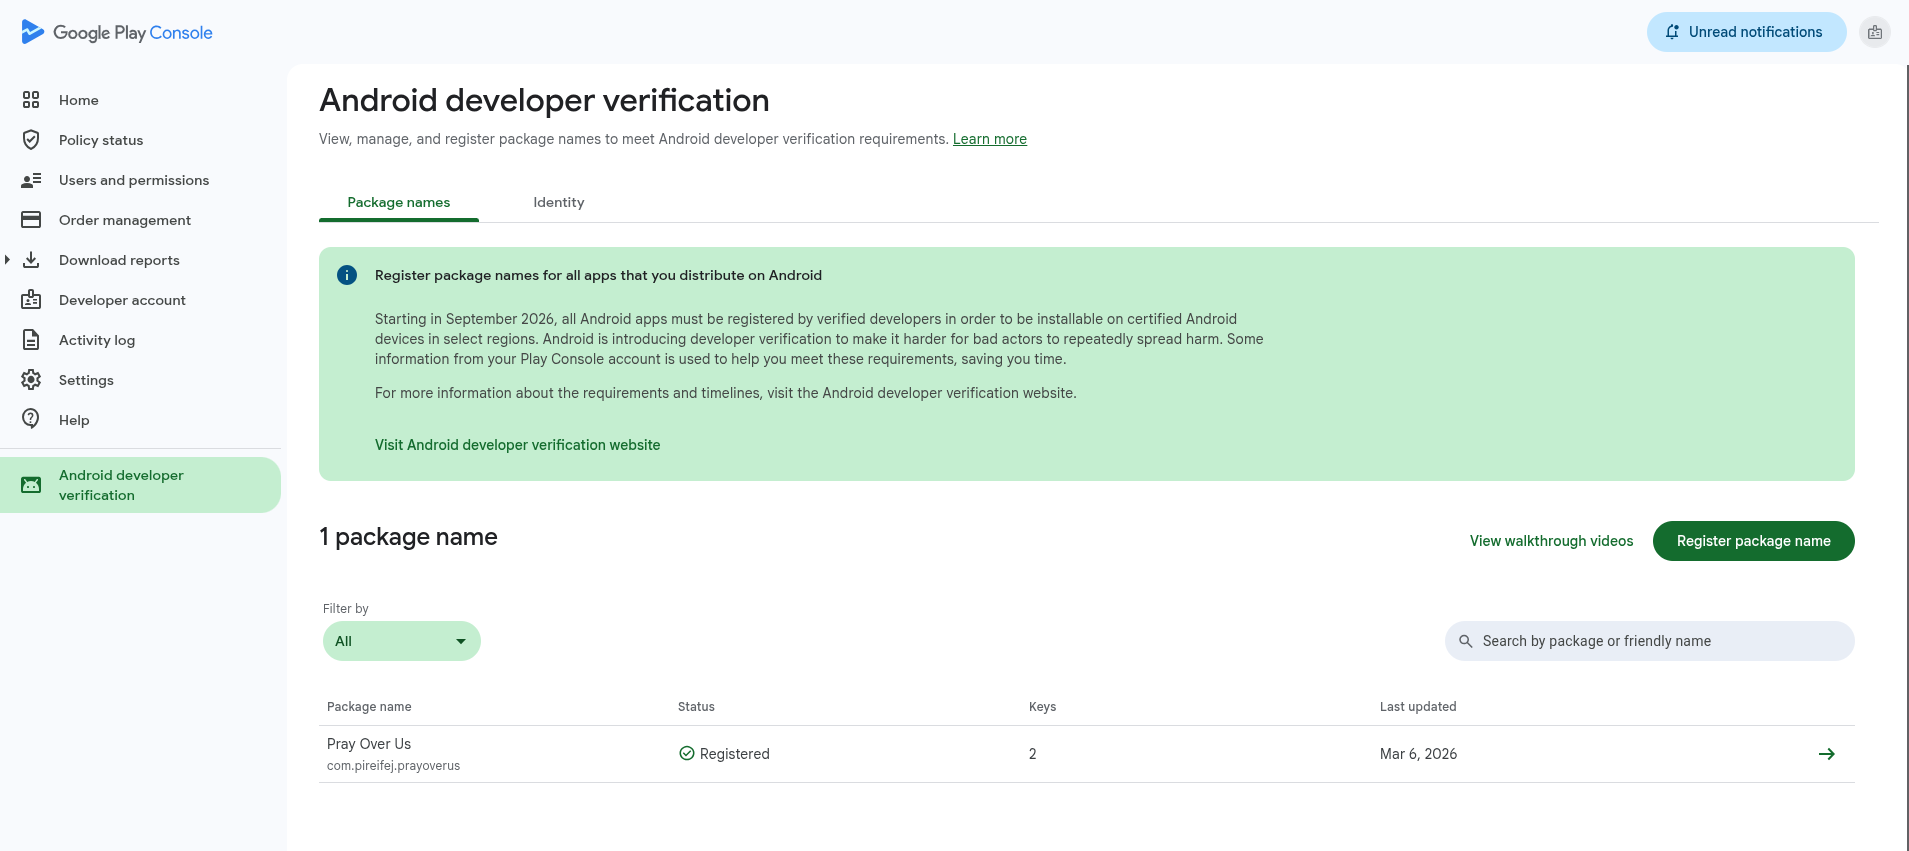 Google Play Console
Unread notifications
Home
Policy status
Users and permissions
Order management
Download reports
Developer account
Activity log
Settings
Help
Android developer
verification
Android developer verification
View, manage, and register package names to meet Android developer verification requirements. Learn more
Package names
Identity
Register package names for all apps that you distribute on Android
Starting in September 2026, all Android apps must be registered by verified developers in order to be installable on certified Android
devices in select regions. Android is introducing developer verification to make it harder for bad actors to repeatedly spread harm. Some
information from your Play Console account is used to help you meet these requirements, saving you time.
For more information about the requirements and timelines, visit the Android developer verification website.
Visit Android developer verification website
1 package name
View walkthrough videos
Register package name
Filter by
All
Search by package or friendly name
Package name Status Keys Last updated
Pray Over Us
com.pireifej.prayoverus
Registered 2 Mar 6, 2026